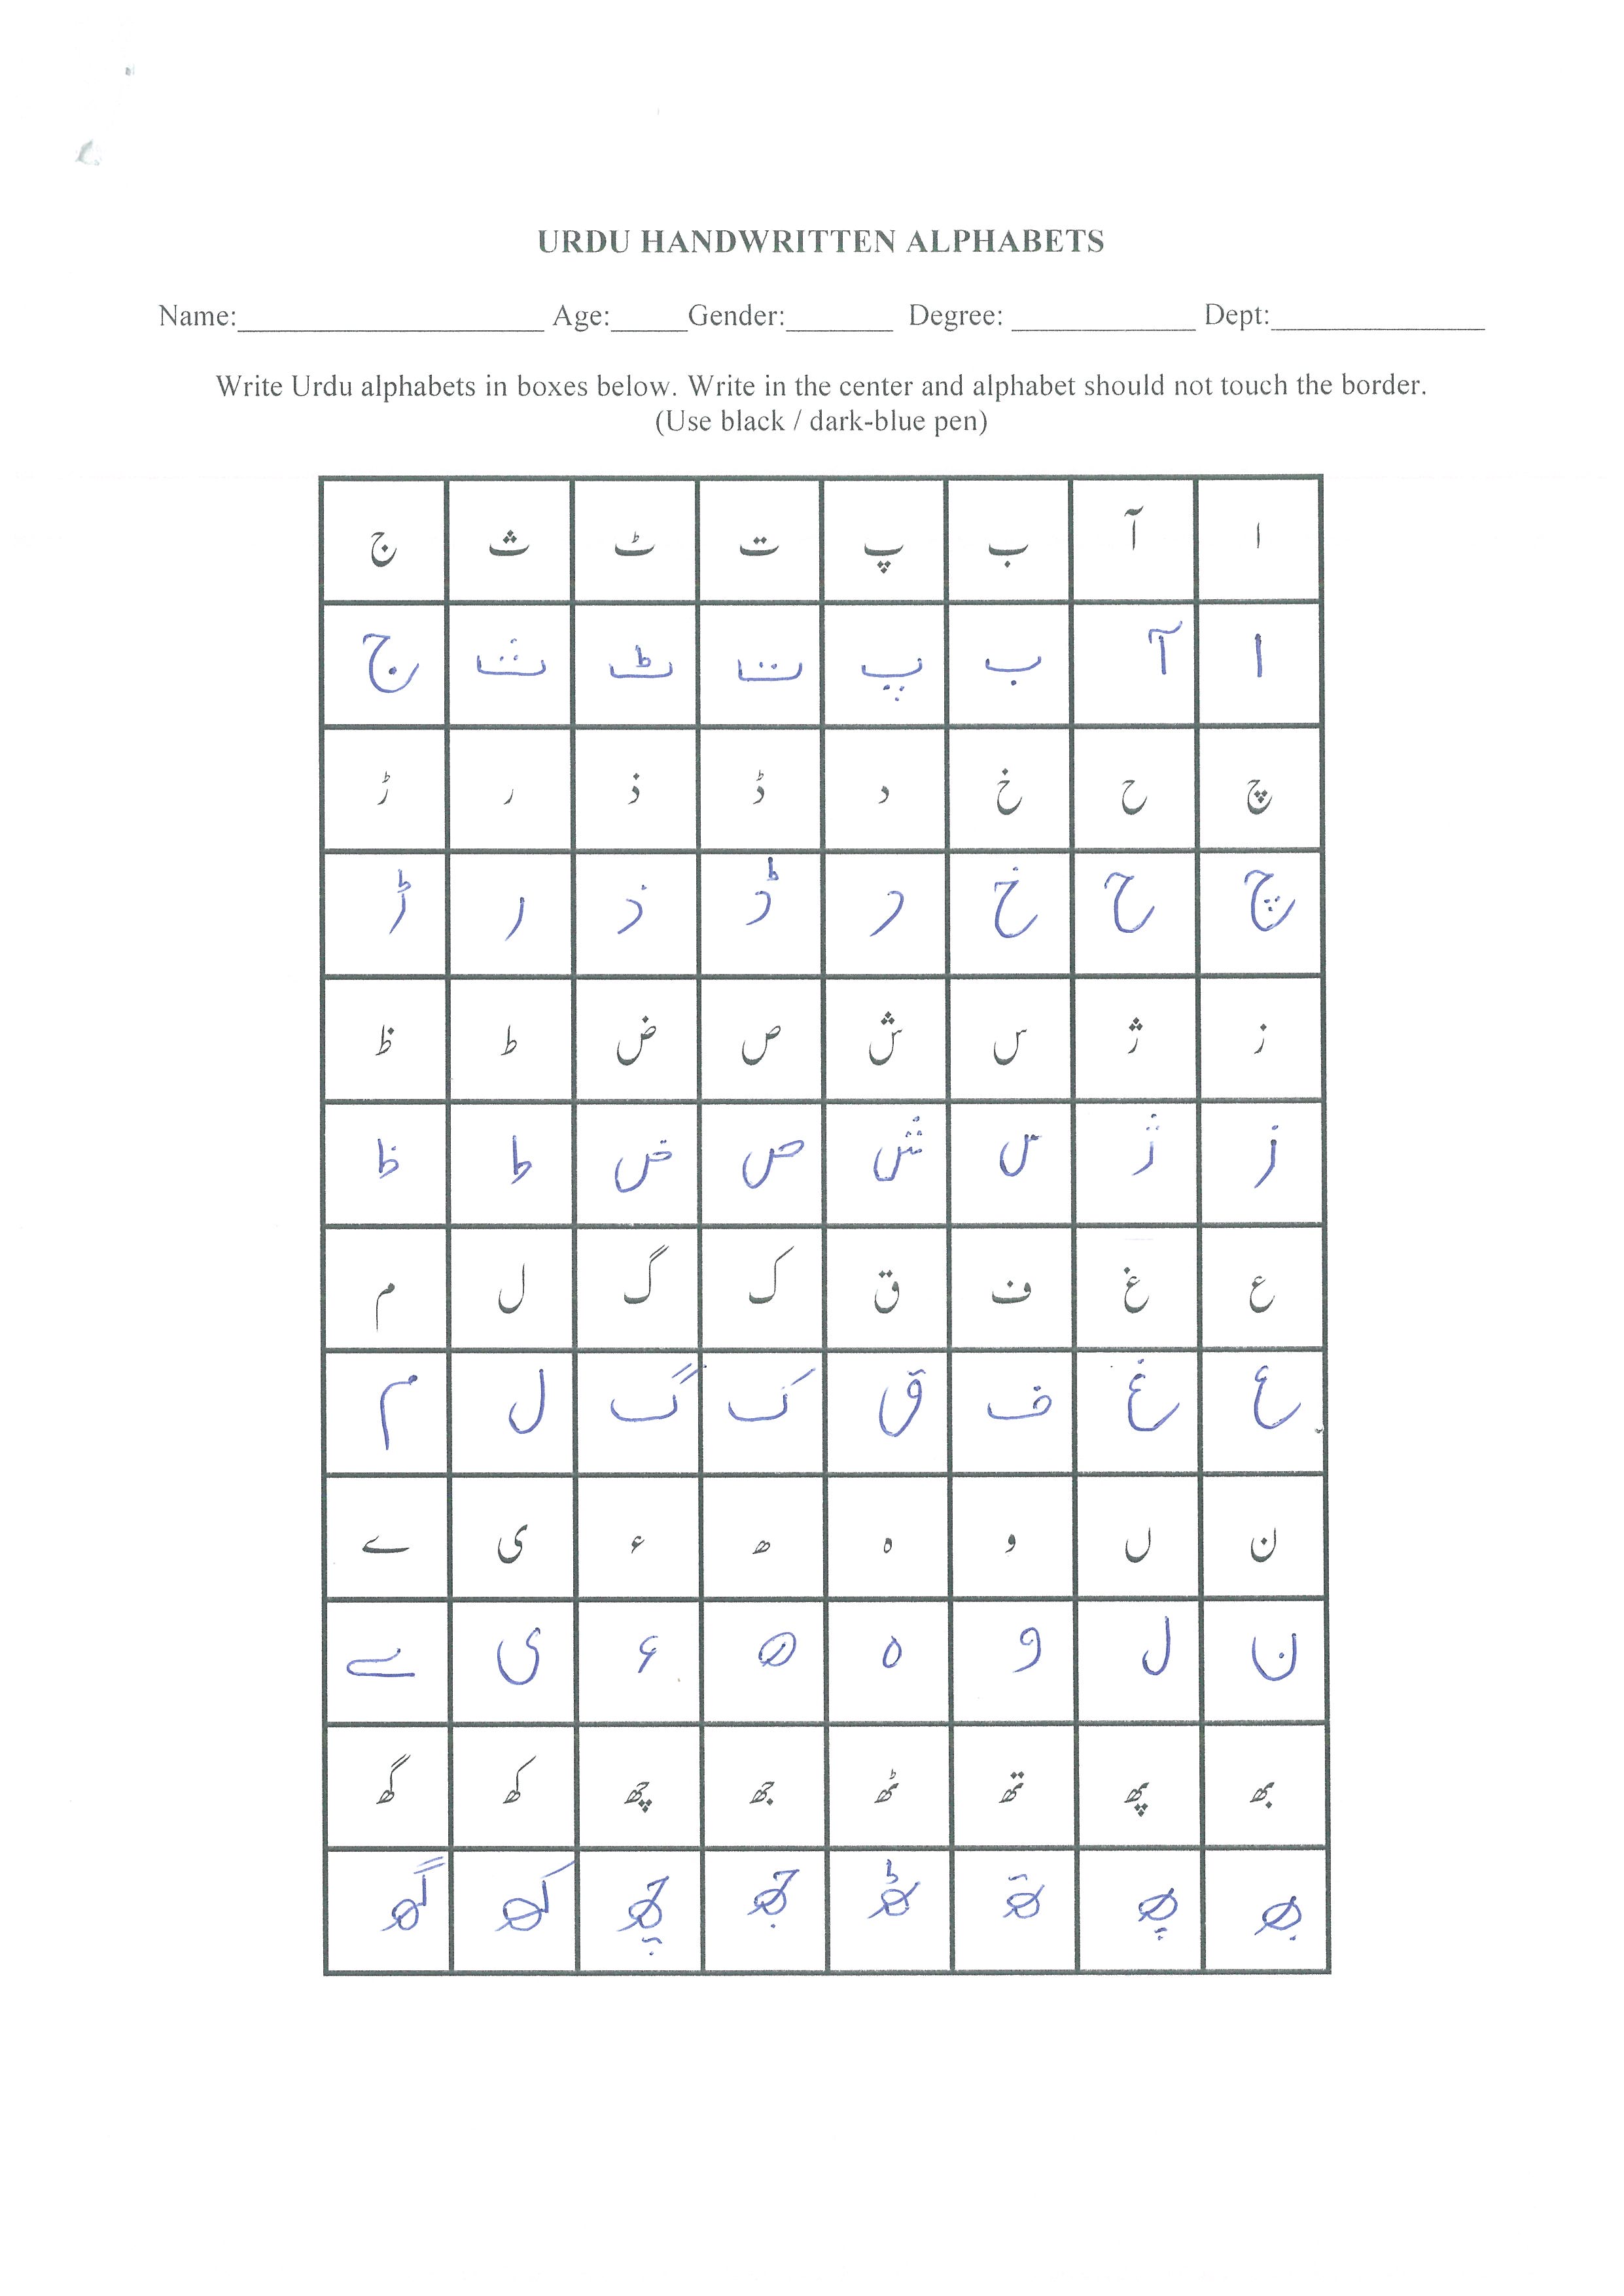 URDU HANDWRITTEN ALPHABETS
Name:____________________ Age:_____Gender:_______ Degree: ____________ Dept:______________
Write Urdu alphabets in boxes below. Write in the center and alphabet should not touch the border.
(Use black / dark-blue pen)
ا آ ب پ ت ٹ ث ج
ا آ ب پ ت ٹ ث ج
چ ح خ د ڈ ذ ر ڑ
چ ح خ د ڈ ذ ر ڑ
ز ژ س ش ص ض ط ظ
ز ژ س ش ص ض ط ظ
ع غ ف ق ک گ ل م
ع غ ف ق ک گ ل م
ن ں و ہ ھ ء ی ے
ن ل و ہ ھ ء ی ے
بھ پھ تھ ٹھ جھ چھ کھ گھ
بھ پھ تھ ٹھ جھ چھ کھ گھ